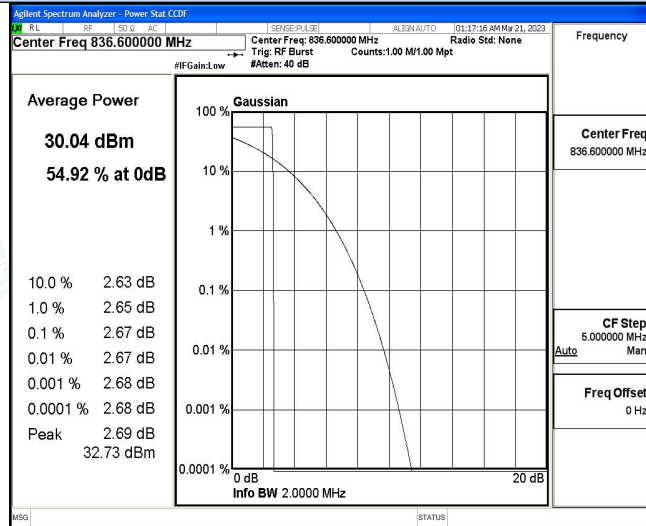 Agilent Spectrum Analyzer - Power Stat CCDF
RL RF 50 Ω AC SENSE:PULSE ALIGN AUTO 01:17:16 AM Mar 21, 2023
Center Freq 836.600000 MHz
Center Freq: 836.600000 MHz Radio Std: None
Trig: RF Burst Counts:1.00 M/1.00 Mpt
#IFGain:Low #Atten: 40 dB
Frequency
Center Freq
836.600000 MHz
CF Step
5.000000 MHz
Auto Man
Freq Offset
0 Hz
Average Power
30.04 dBm
54.92 % at 0dB
10.0 % 2.63 dB
1.0 % 2.65 dB
0.1 % 2.67 dB
0.01 % 2.67 dB
0.001 % 2.68 dB
0.0001 % 2.68 dB
Peak 2.69 dB
32.73 dBm
Gaussian
100 %
10 %
1 %
0.1 %
0.01 %
0.001 %
0.0001 %
0 dB 20 dB
Info BW 2.0000 MHz
MSG STATUS